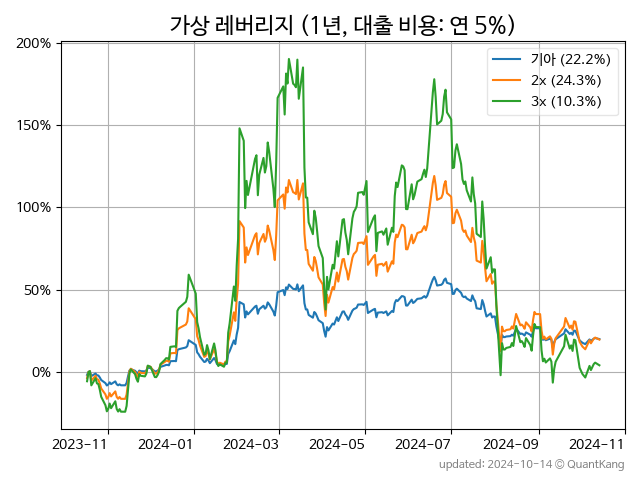 가상 레버리지 (1년, 대출 비용: 연 5%)
200%
150%
100%
50%
0%
기아 (22.2%)
2x (24.3%)
3x (10.3%)
2023-11
2024-01
2024-03
2024-05
2024-07
2024-09
2024-11
updated: 2024-10-14 © QuantKang